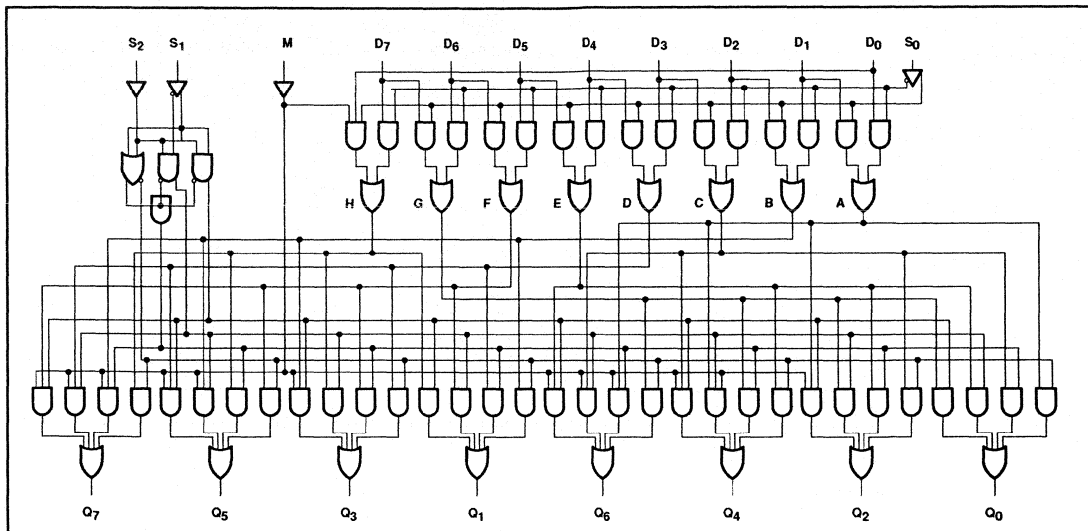 S2 S1 M D7 D6 D5 D4 D3 D2 D1 D0 S0
H G F E D C B A
Q7 Q5 Q3 Q1 Q6 Q4 Q2 Q0